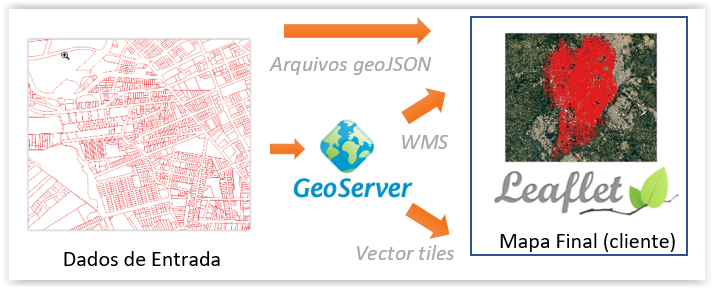 Arquivos geoJSON
WMS
GeoServer
Leaflet
Vector tiles
Mapa Final (cliente)
Dados de Entrada